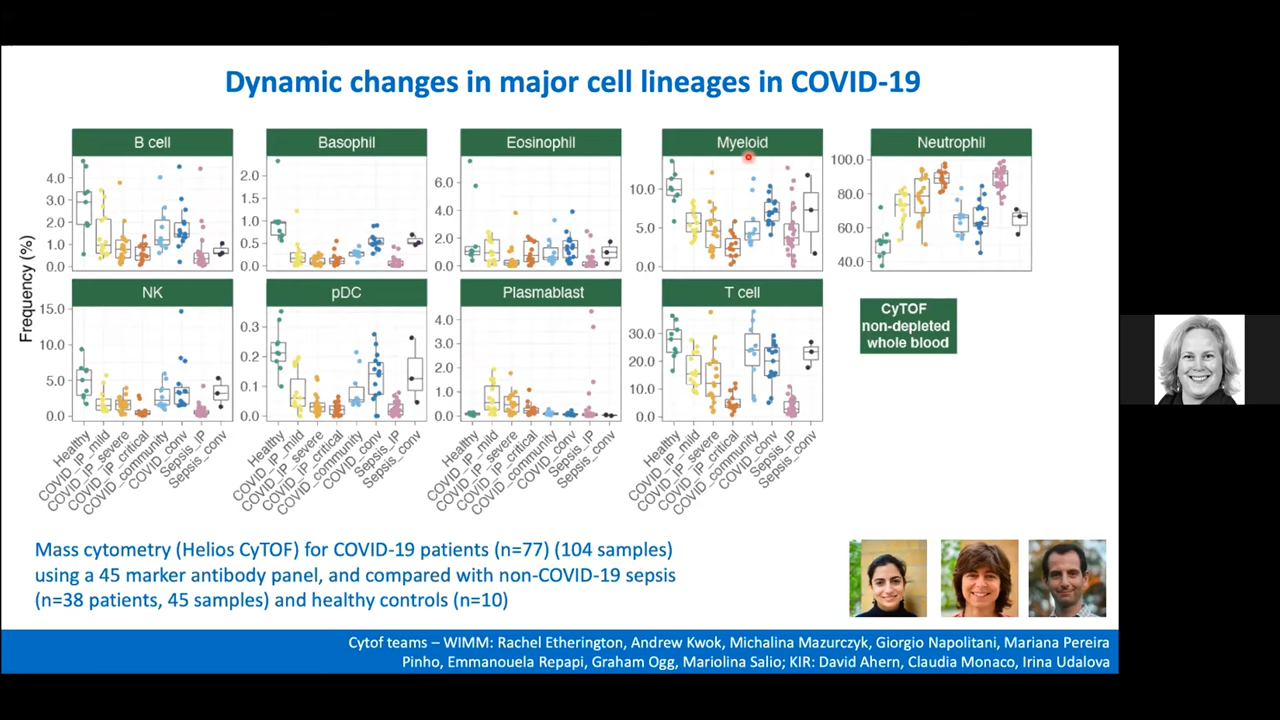 Dynamic changes in major cell lineages in COVID-19
B cell
Basophil
Eosinophil
Myeloid
Neutrophil
4.0
3.0
2.0
1.0
0.0
2.0
1.5
1.0
0.5
0.0
6.0
4.0
2.0
0.0
10.0
5.0
0.0
100.0
80.0
60.0
40.0
Frequency (%)
NK
pDC
Plasmablast
T cell
15.0
10.0
5.0
0.0
0.3
0.2
0.1
0.0
4.0
3.0
2.0
1.0
0.0
30.0
20.0
10.0
0.0
CyTOF
non-depleted
whole blood
Healthy
COVID_IP_mild
COVID_IP_severe
COVID_IP_critical
COVID_community
COVID_conv
Sepsis_IP
Sepsis_conv
Healthy
COVID_IP_mild
COVID_IP_severe
COVID_IP_critical
COVID_community
COVID_conv
Sepsis_IP
Sepsis_conv
Healthy
COVID_IP_mild
COVID_IP_severe
COVID_IP_critical
COVID_community
COVID_conv
Sepsis_IP
Sepsis_conv
Healthy
COVID_IP_mild
COVID_IP_severe
COVID_IP_critical
COVID_community
COVID_conv
Sepsis_IP
Sepsis_conv
Mass cytometry (Helios CyTOF) for COVID-19 patients (n=77) (104 samples)
using a 45 marker antibody panel, and compared with non-COVID-19 sepsis
(n=38 patients, 45 samples) and healthy controls (n=10)
Cytof teams – WIMM: Rachel Etherington, Andrew Kwok, Michalina Mazurczyk, Giorgio Napolitani, Mariana Pereira
Pinho, Emmanouela Repapi, Graham Ogg, Mariolina Salio; KIR: David Ahern, Claudia Monaco, Irina Udalova